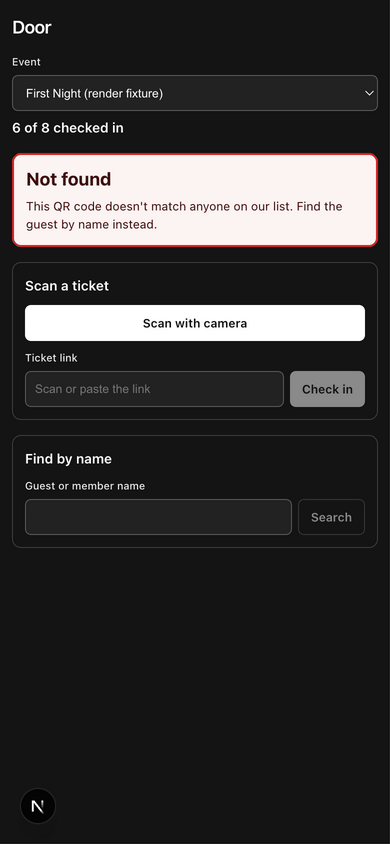 Door
Event
First Night (render fixture)
6 of 8 checked in
Not found
This QR code doesn't match anyone on our list. Find the
guest by name instead.
Scan a ticket
Scan with camera
Ticket link
Scan or paste the link
Check in
Find by name
Guest or member name
Search
N